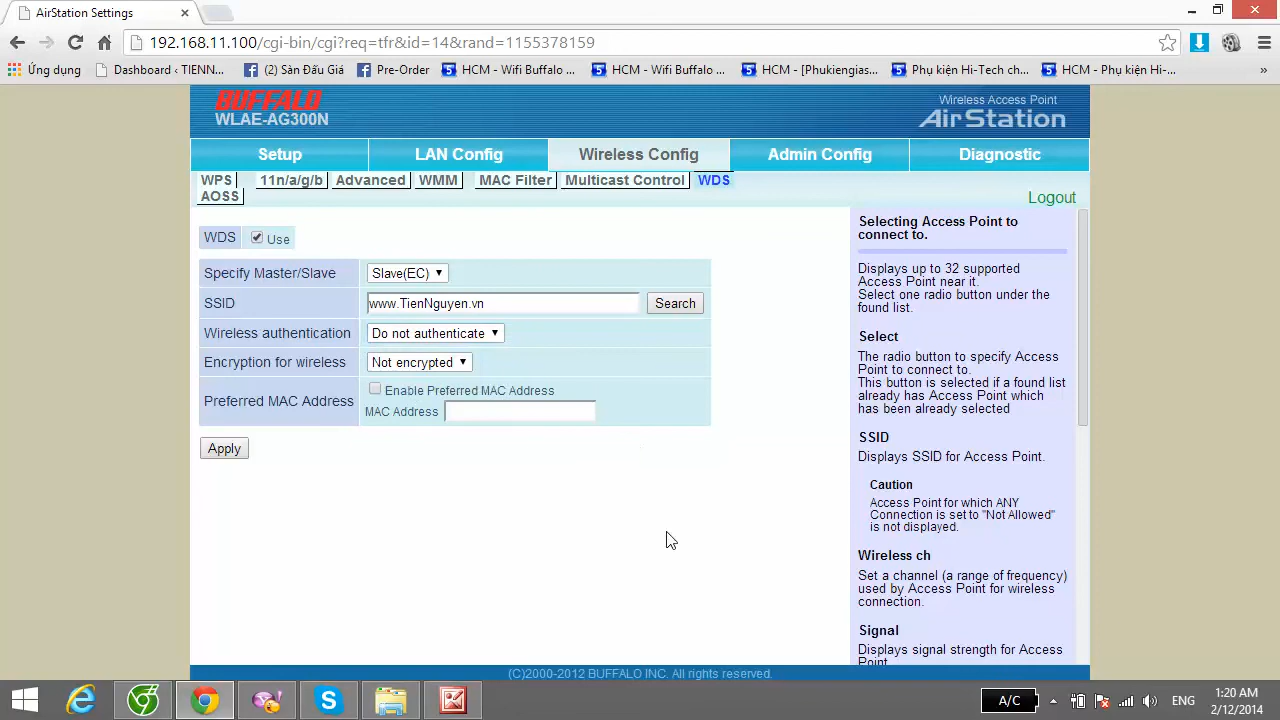 AirStation Settings
192.168.11.100/cgi-bin/cgi?req=tfr&id=14&rand=1155378159
Ứng dụng
Dashboard ‹ TIENN...
(2) Sàn Đấu Giá
Pre-Order
HCM - Wifi Buffalo ...
HCM - Wifi Buffalo ...
HCM - [Phukiengias...
Phụ kiện Hi-Tech ch...
HCM - Phụ kiện Hi-...
»
BUFFALO
WLAE-AG300N
Wireless Access Point
AirStation
Setup
LAN Config
Wireless Config
Admin Config
Diagnostic
WPS
11n/a/g/b
Advanced
WMM
MAC Filter
Multicast Control
WDS
AOSS
Logout
WDS
Use
Specify Master/Slave
Slave(EC)
SSID
www.TienNguyen.vn
Search
Wireless authentication
Do not authenticate
Encryption for wireless
Not encrypted
Preferred MAC Address
Enable Preferred MAC Address
MAC Address
Apply
Selecting Access Point to
connect to.
Displays up to 32 supported
Access Point near it.
Select one radio button under the
found list.
Select
The radio button to specify Access
Point to connect to.
This button is selected if a found list
already has Access Point which
has been already selected
SSID
Displays SSID for Access Point.
Caution
Access Point for which ANY
Connection is set to "Not Allowed"
is not displayed.
Wireless ch
Set a channel (a range of frequency)
used by Access Point for wireless
connection.
Signal
Displays signal strength for Access
Point.
(C)2000-2012 BUFFALO INC. All rights reserved.
A/C
ENG
1:20 AM
2/12/2014